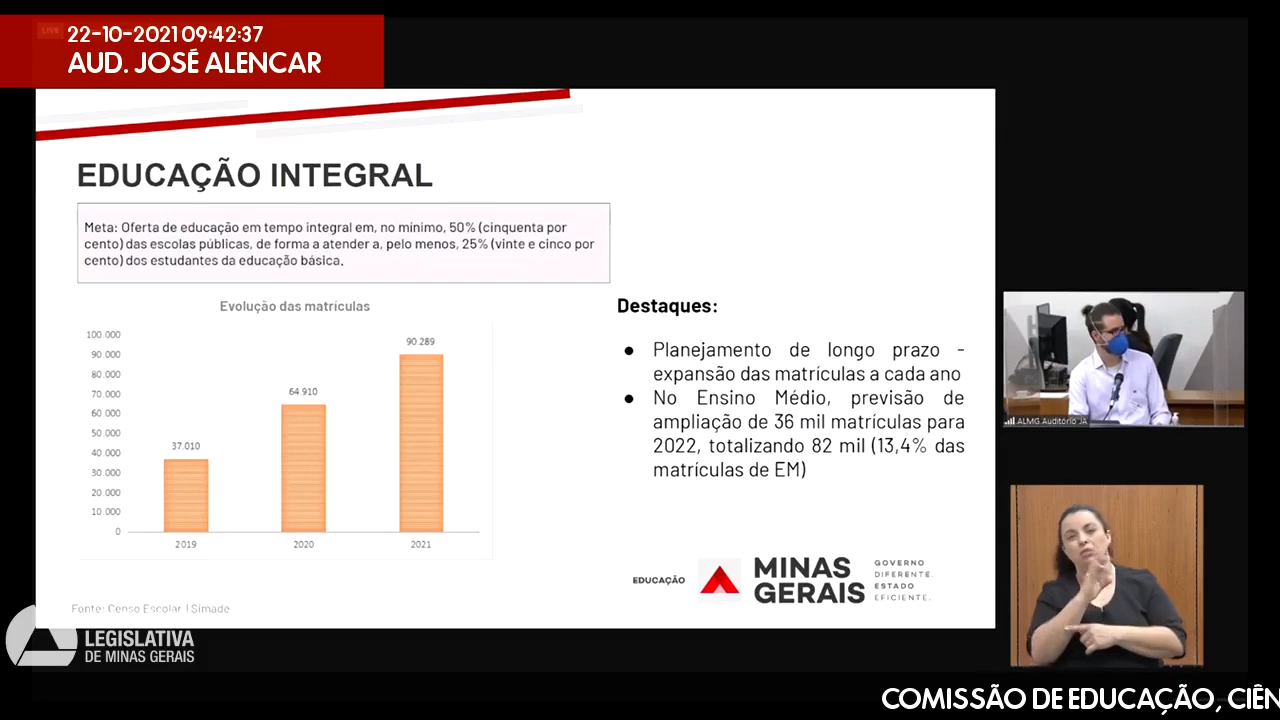 LIVE
22-10-2021 09:42:37
AUD. JOSÉ ALENCAR
EDUCAÇÃO INTEGRAL
Meta: Oferta de educação em tempo integral em, no mínimo, 50% (cinquenta por
cento) das escolas públicas, de forma a atender a, pelo menos, 25% (vinte e cinco por
cento) dos estudantes da educação básica.
Evolução das matrículas
100.000
90.000
80.000
70.000
60.000
50.000
40.000
30.000
20.000
10.000
0
37.010
64.910
90.289
2019
2020
2021
Destaques:
● Planejamento de longo prazo -
expansão das matrículas a cada ano
● No Ensino Médio, previsão de
ampliação de 36 mil matrículas para
2022, totalizando 82 mil (13,4% das
matrículas de EM)
Fonte: Censo Escolar | Simade
EDUCAÇÃO
MINAS
GERAIS
GOVERNO
DIFERENTE.
ESTADO
EFICIENTE.
ALMG Auditório JA
LEGISLATIVA
DE MINAS GERAIS
COMISSÃO DE EDUCAÇÃO, CIÊN